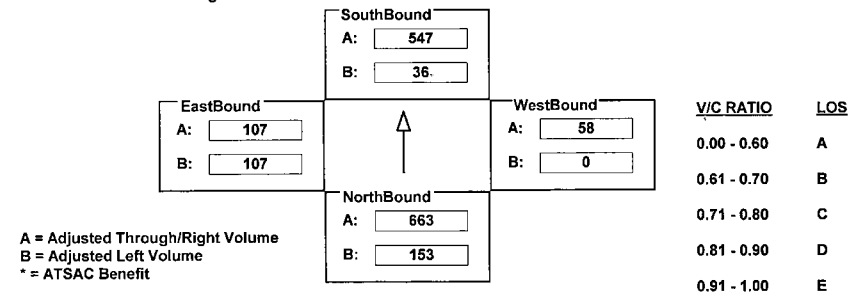 SouthBound
A: 547
B: 36
EastBound
A: 107
B: 107
WestBound
A: 58
B: 0
NorthBound
A: 663
B: 153
A = Adjusted Through/Right Volume
B = Adjusted Left Volume
* = ATSAC Benefit
V/C RATIO LOS
0.00 - 0.60 A
0.61 - 0.70 B
0.71 - 0.80 C
0.81 - 0.90 D
0.91 - 1.00 E